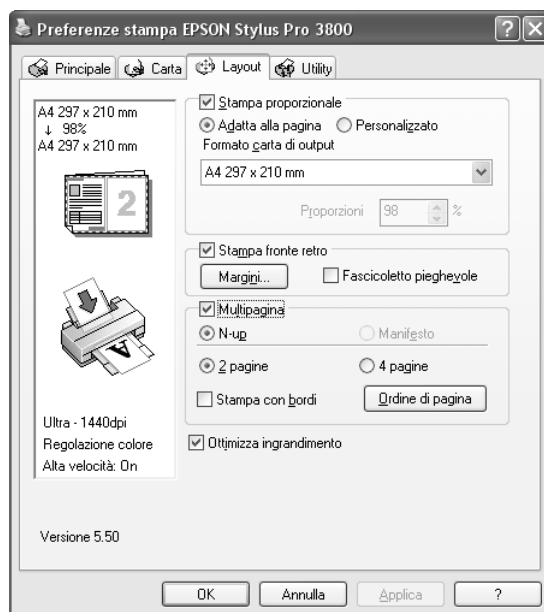 Preferenze stampa EPSON Stylus Pro 3800
Principale
Carta
Layout
Utility
A4 297 x 210 mm
↓ 98%
A4 297 x 210 mm
2
A
Ultra - 1440dpi
Regolazione colore
Alta velocità: On
Versione 5.50
Stampa proporzionale
Adatta alla pagina
Personalizzato
Formato carta di output
A4 297 x 210 mm
Proporzioni 98 %
Stampa fronte retro
Margini...
Fascicoletto pieghevole
Multipagina
N-up
Manifesto
2 pagine
4 pagine
Stampa con bordi
Ordine di pagina
Ottimizza ingrandimento
OK
Annulla
Applica
?